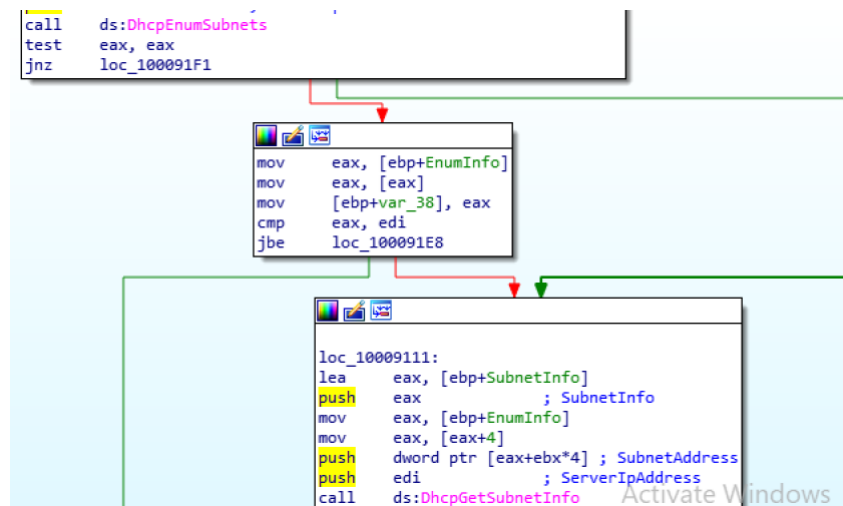 call ds:DhcpEnumSubnets
test eax, eax
jnz loc_100091F1
mov eax, [ebp+EnumInfo]
mov eax, [eax]
mov [ebp+var_38], eax
cmp eax, edi
jbe loc_100091E8
loc_10009111:
lea eax, [ebp+SubnetInfo]
push eax ; SubnetInfo
mov eax, [ebp+EnumInfo]
mov eax, [eax+4]
push dword ptr [eax+ebx*4] ; SubnetAddress
push edi ; ServerIpAddress
call ds:DhcpGetSubnetInfo
Activate Windows